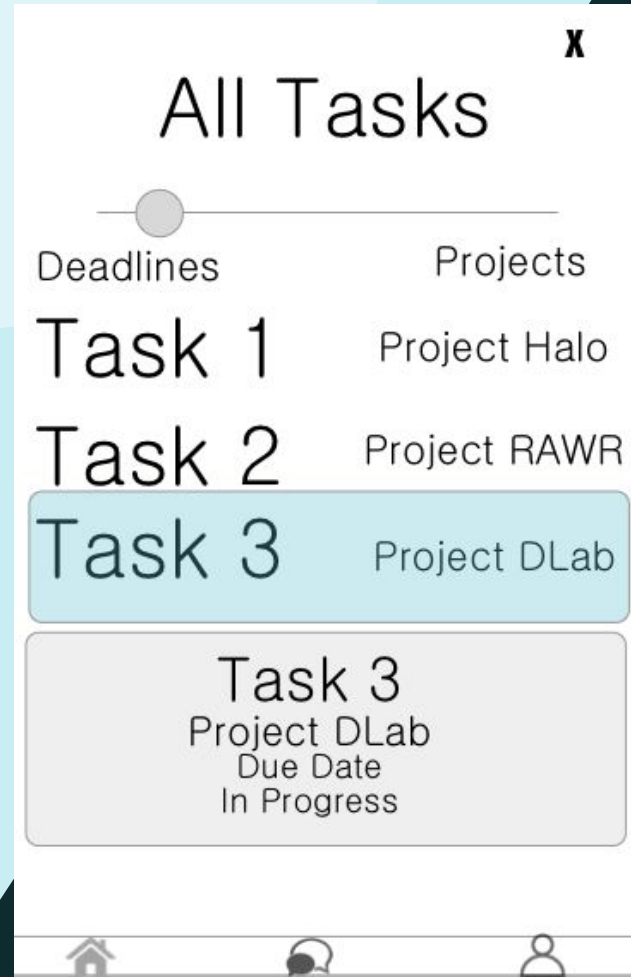 X
All Tasks
Deadlines Projects
Task 1 Project Halo
Task 2 Project RAWR
Task 3 Project DLab
Task 3
Project DLab
Due Date
In Progress